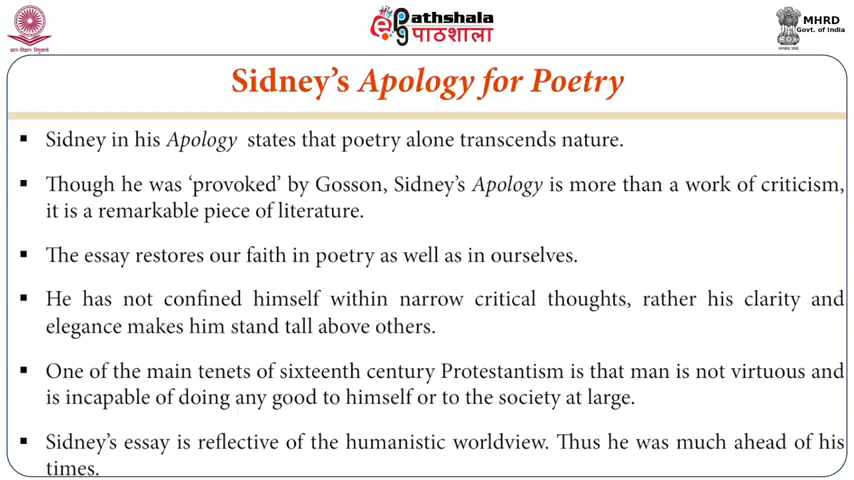 ePathshala
पाठशाला
MHRD
Govt. of India
Sidney's Apology for Poetry
▪ Sidney in his Apology states that poetry alone transcends nature.
▪ Though he was 'provoked' by Gosson, Sidney's Apology is more than a work of criticism,
it is a remarkable piece of literature.
▪ The essay restores our faith in poetry as well as in ourselves.
▪ He has not confined himself within narrow critical thoughts, rather his clarity and
elegance makes him stand tall above others.
▪ One of the main tenets of sixteenth century Protestantism is that man is not virtuous and
is incapable of doing any good to himself or to the society at large.
▪ Sidney's essay is reflective of the humanistic worldview. Thus he was much ahead of his
times.